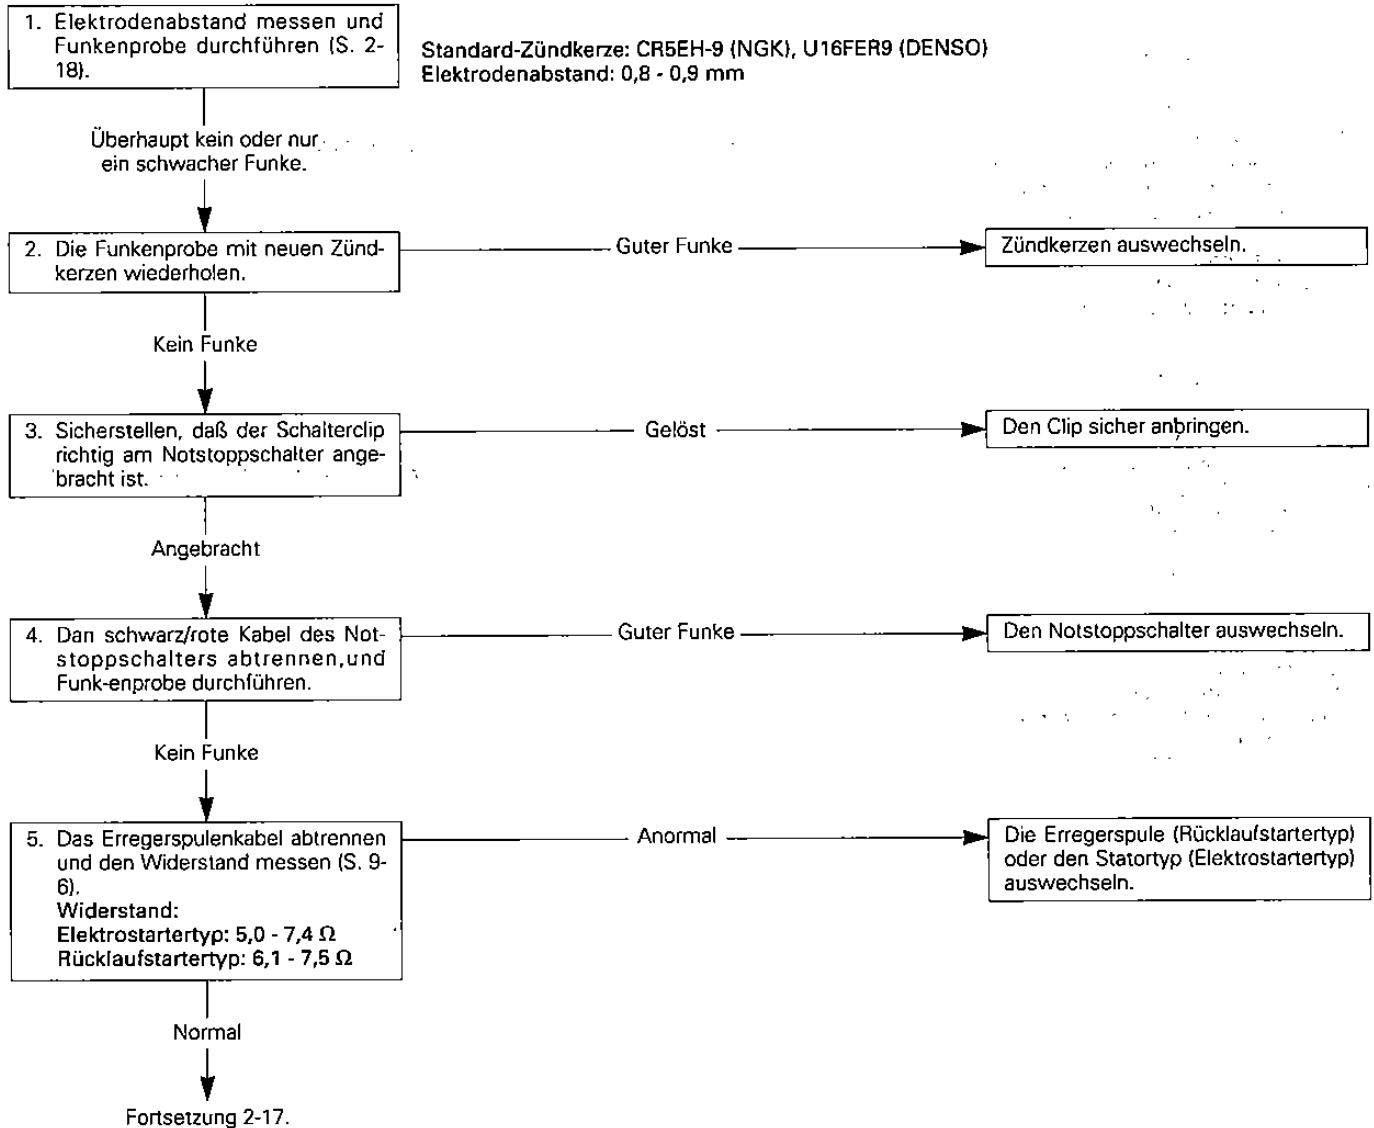 1. Elektrodenabstand messen und
Funkenprobe durchführen (S. 2-
18).
Standard-Zündkerze: CR5EH-9 (NGK), U16FER9 (DENSO)
Elektrodenabstand: 0,8 - 0,9 mm
Überhaupt kein oder nur
ein schwacher Funke.
2. Die Funkenprobe mit neuen Zünd-
kerzen wiederholen.
Guter Funke
Zündkerzen auswechseln.
Kein Funke
3. Sicherstellen, daß der Schalterclip
richtig am Notstoppschalter ange-
bracht ist.
Gelöst
Den Clip sicher anbringen.
Angebracht
4. Dan schwarz/rote Kabel des Not-
stoppschalters abtrennen,und
Funk-enprobe durchführen.
Guter Funke
Den Notstoppschalter auswechseln.
Kein Funke
5. Das Erregerspulenkabel abtrennen
und den Widerstand messen (S. 9-
6).
Widerstand:
Elektrostartertyp: 5,0 - 7,4 Ω
Rücklaufstartertyp: 6,1 - 7,5 Ω
Anormal
Die Erregerspule (Rücklaufstartertyp)
oder den Statortyp (Elektrostartertyp)
auswechseln.
Normal
Fortsetzung 2-17.